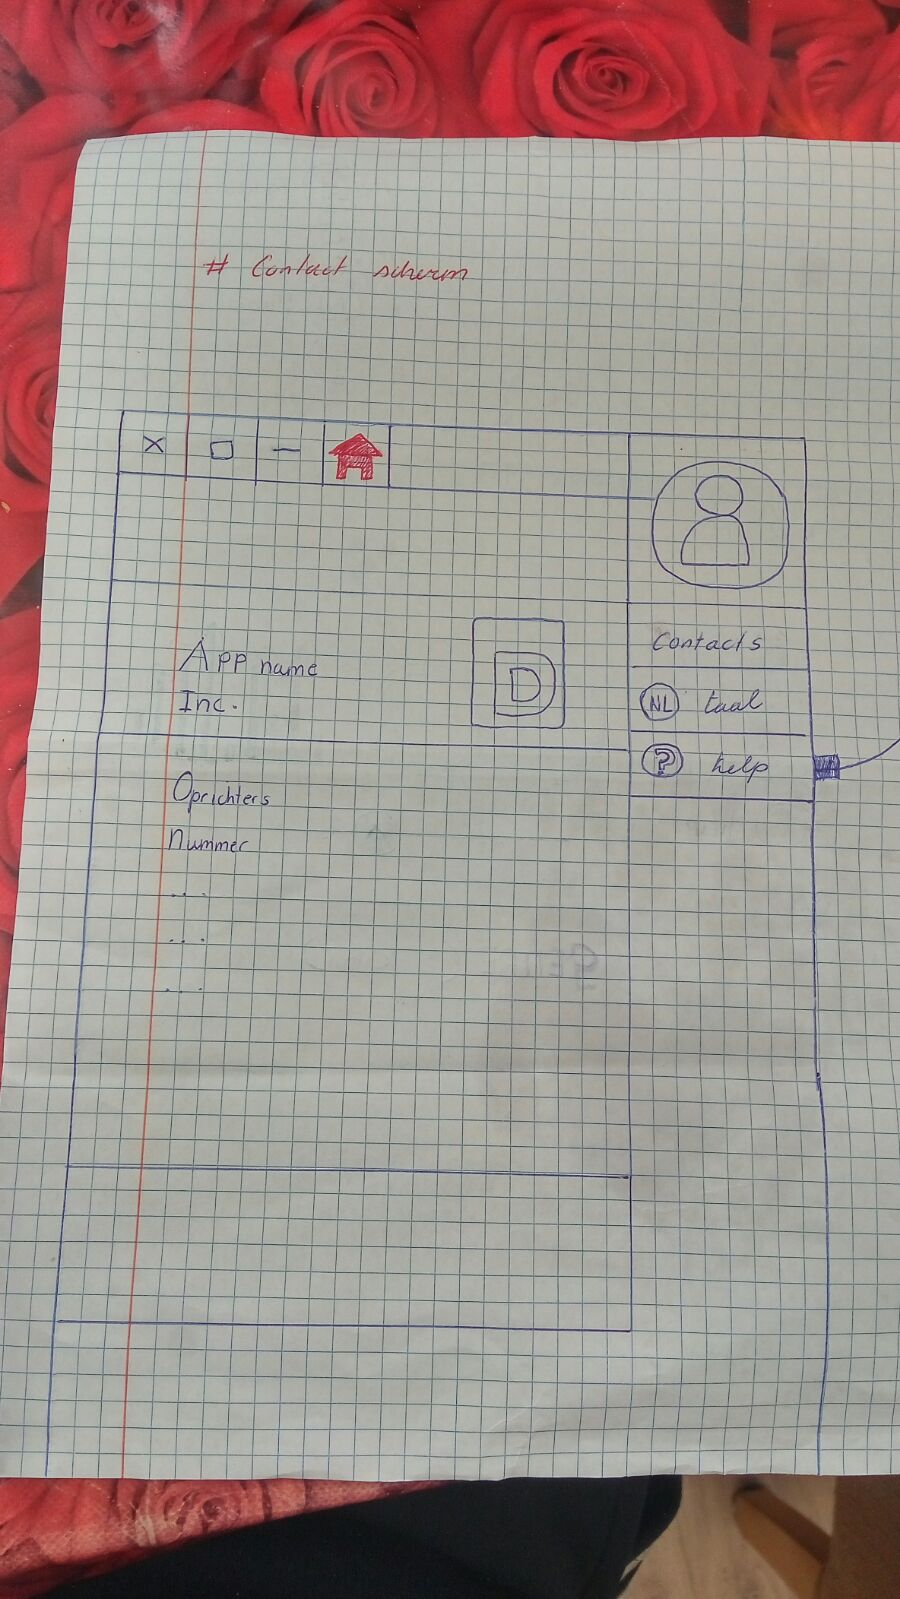 # Contact scherm
App name
Inc.
D
Oprichters
nummer
...
...
...
Contacts
NL taal
? help